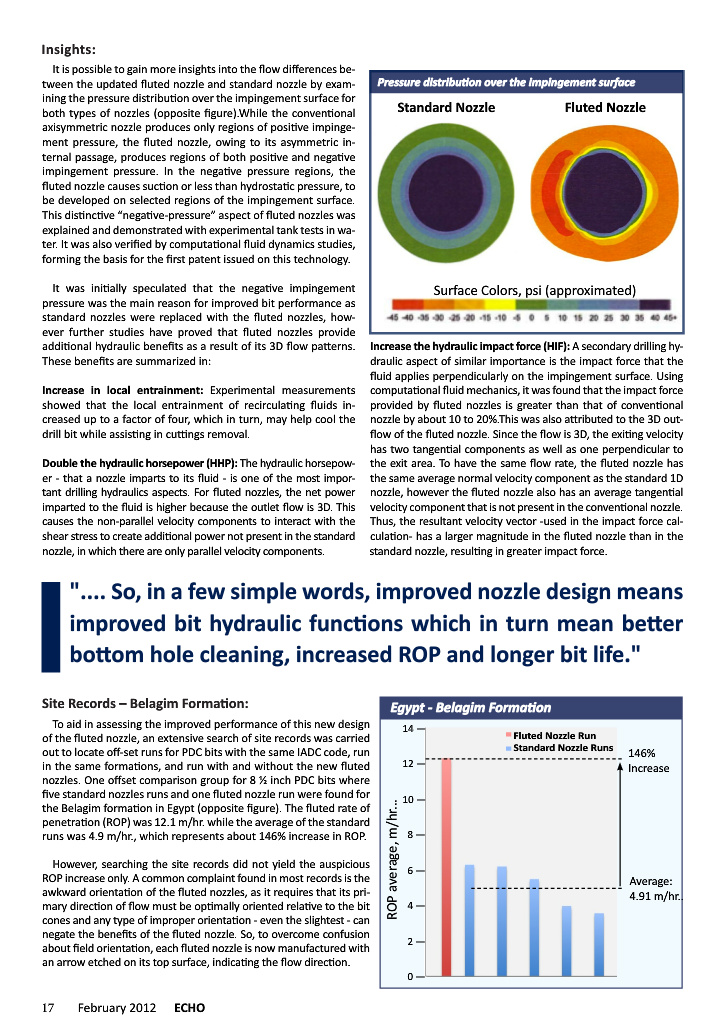 Insights:
It is possible to gain more insights into the flow differences be-
tween the updated fluted nozzle and standard nozzle by exam-
ining the pressure distribution over the impingement surface for
both types of nozzles (opposite figure).While the conventional
axisymmetric nozzle produces only regions of positive impinge-
ment pressure, the fluted nozzle, owing to its asymmetric in-
ternal passage, produces regions of both positive and negative
impingement pressure. In the negative pressure regions, the
fluted nozzle causes suction or less than hydrostatic pressure, to
be developed on selected regions of the impingement surface.
This distinctive “negative-pressure” aspect of fluted nozzles was
explained and demonstrated with experimental tank tests in wa-
ter. It was also verified by computational fluid dynamics studies,
forming the basis for the first patent issued on this technology.
It was initially speculated that the negative impingement
pressure was the main reason for improved bit performance as
standard nozzles were replaced with the fluted nozzles, how-
ever further studies have proved that fluted nozzles provide
additional hydraulic benefits as a result of its 3D flow patterns.
These benefits are summarized in:
Increase in local entrainment: Experimental measurements
showed that the local entrainment of recirculating fluids in-
creased up to a factor of four, which in turn, may help cool the
drill bit while assisting in cuttings removal.
Double the hydraulic horsepower (HHP): The hydraulic horsepow-
er - that a nozzle imparts to its fluid - is one of the most impor-
tant drilling hydraulics aspects. For fluted nozzles, the net power
imparted to the fluid is higher because the outlet flow is 3D. This
causes the non-parallel velocity components to interact with the
shear stress to create additional power not present in the standard
nozzle, in which there are only parallel velocity components.
Pressure distribution over the impingement surface
Standard Nozzle
Fluted Nozzle
Surface Colors, psi (approximated)
-45 -40 -35 -30 -25 -20 -15 -10 -5 0 5 10 15 20 25 30 35 40 45+
Increase the hydraulic impact force (HIF): A secondary drilling hy-
draulic aspect of similar importance is the impact force that the
fluid applies perpendicularly on the impingement surface. Using
computational fluid mechanics, it was found that the impact force
provided by fluted nozzles is greater than that of conventional
nozzle by about 10 to 20%.This was also attributed to the 3D out-
flow of the fluted nozzle. Since the flow is 3D, the exiting velocity
has two tangential components as well as one perpendicular to
the exit area. To have the same flow rate, the fluted nozzle has
the same average normal velocity component as the standard 1D
nozzle, however the fluted nozzle also has an average tangential
velocity component that is not present in the conventional nozzle.
Thus, the resultant velocity vector -used in the impact force cal-
culation- has a larger magnitude in the fluted nozzle than in the
standard nozzle, resulting in greater impact force.
".... So, in a few simple words, improved nozzle design means
improved bit hydraulic functions which in turn mean better
bottom hole cleaning, increased ROP and longer bit life."
Site Records – Belagim Formation:
To aid in assessing the improved performance of this new design
of the fluted nozzle, an extensive search of site records was carried
out to locate off-set runs for PDC bits with the same IADC code, run
in the same formations, and run with and without the new fluted
nozzles. One offset comparison group for 8 ½ inch PDC bits where
five standard nozzles runs and one fluted nozzle run were found for
the Belagim formation in Egypt (opposite figure). The fluted rate of
penetration (ROP) was 12.1 m/hr. while the average of the standard
runs was 4.9 m/hr., which represents about 146% increase in ROP.
However, searching the site records did not yield the auspicious
ROP increase only. A common complaint found in most records is the
awkward orientation of the fluted nozzles, as it requires that its pri-
mary direction of flow must be optimally oriented relative to the bit
cones and any type of improper orientation - even the slightest - can
negate the benefits of the fluted nozzle. So, to overcome confusion
about field orientation, each fluted nozzle is now manufactured with
an arrow etched on its top surface, indicating the flow direction.
Egypt - Belagim Formation
Fluted Nozzle Run
Standard Nozzle Runs
146%
Increase
Average:
4.91 m/hr..
ROP average, m/hr...
14
12
10
8
6
4
2
0
17 February 2012 ECHO